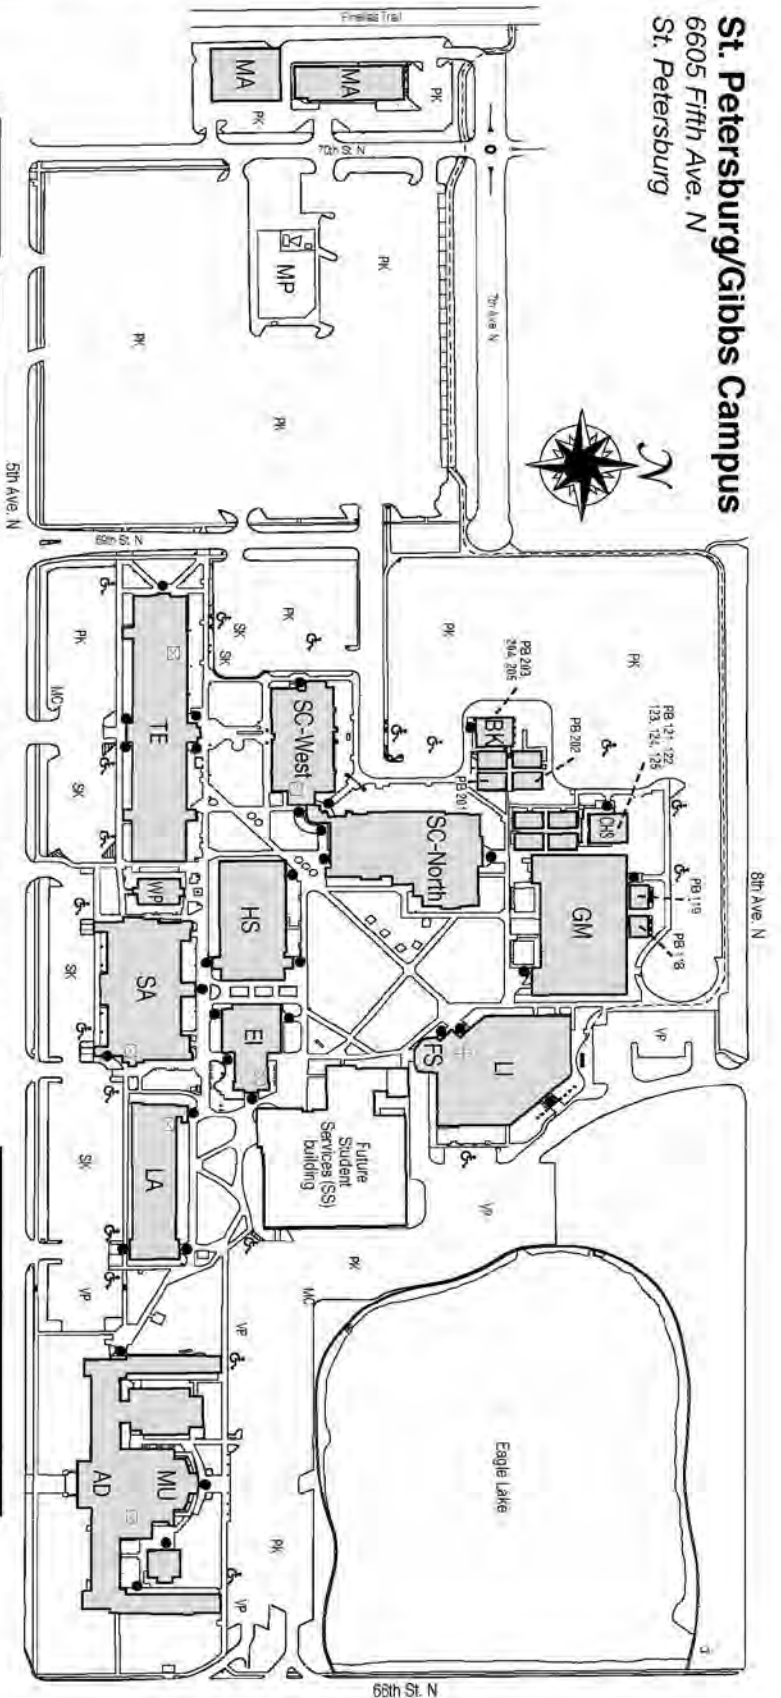 St. Petersburg/Gibbs Campus
6605 Fifth Ave. N
St. Petersburg
Pinellas Trail
MA
MA
PK
PK
70th St. N
7th Ave. N
MP
PK
PK
PK
N
5th Ave. N
69th St. N
8th Ave. N
PK
PK
PB 121, 122
123, 124, 125
PB 203,
204, 205
PB 202
BK
PB 201
CHS
PB 119
PB 118
GM
PK
SK
SK
PK
MC
SK
TE
SC-West
SC-North
WP
HS
SA
SK
EI
FS
LI
VP
Future
Student
Services (SS)
building
VP
LA
SK
VP
PK
MC
VP
AD
MU
PK
VP
Eagle Lake
66th St. N